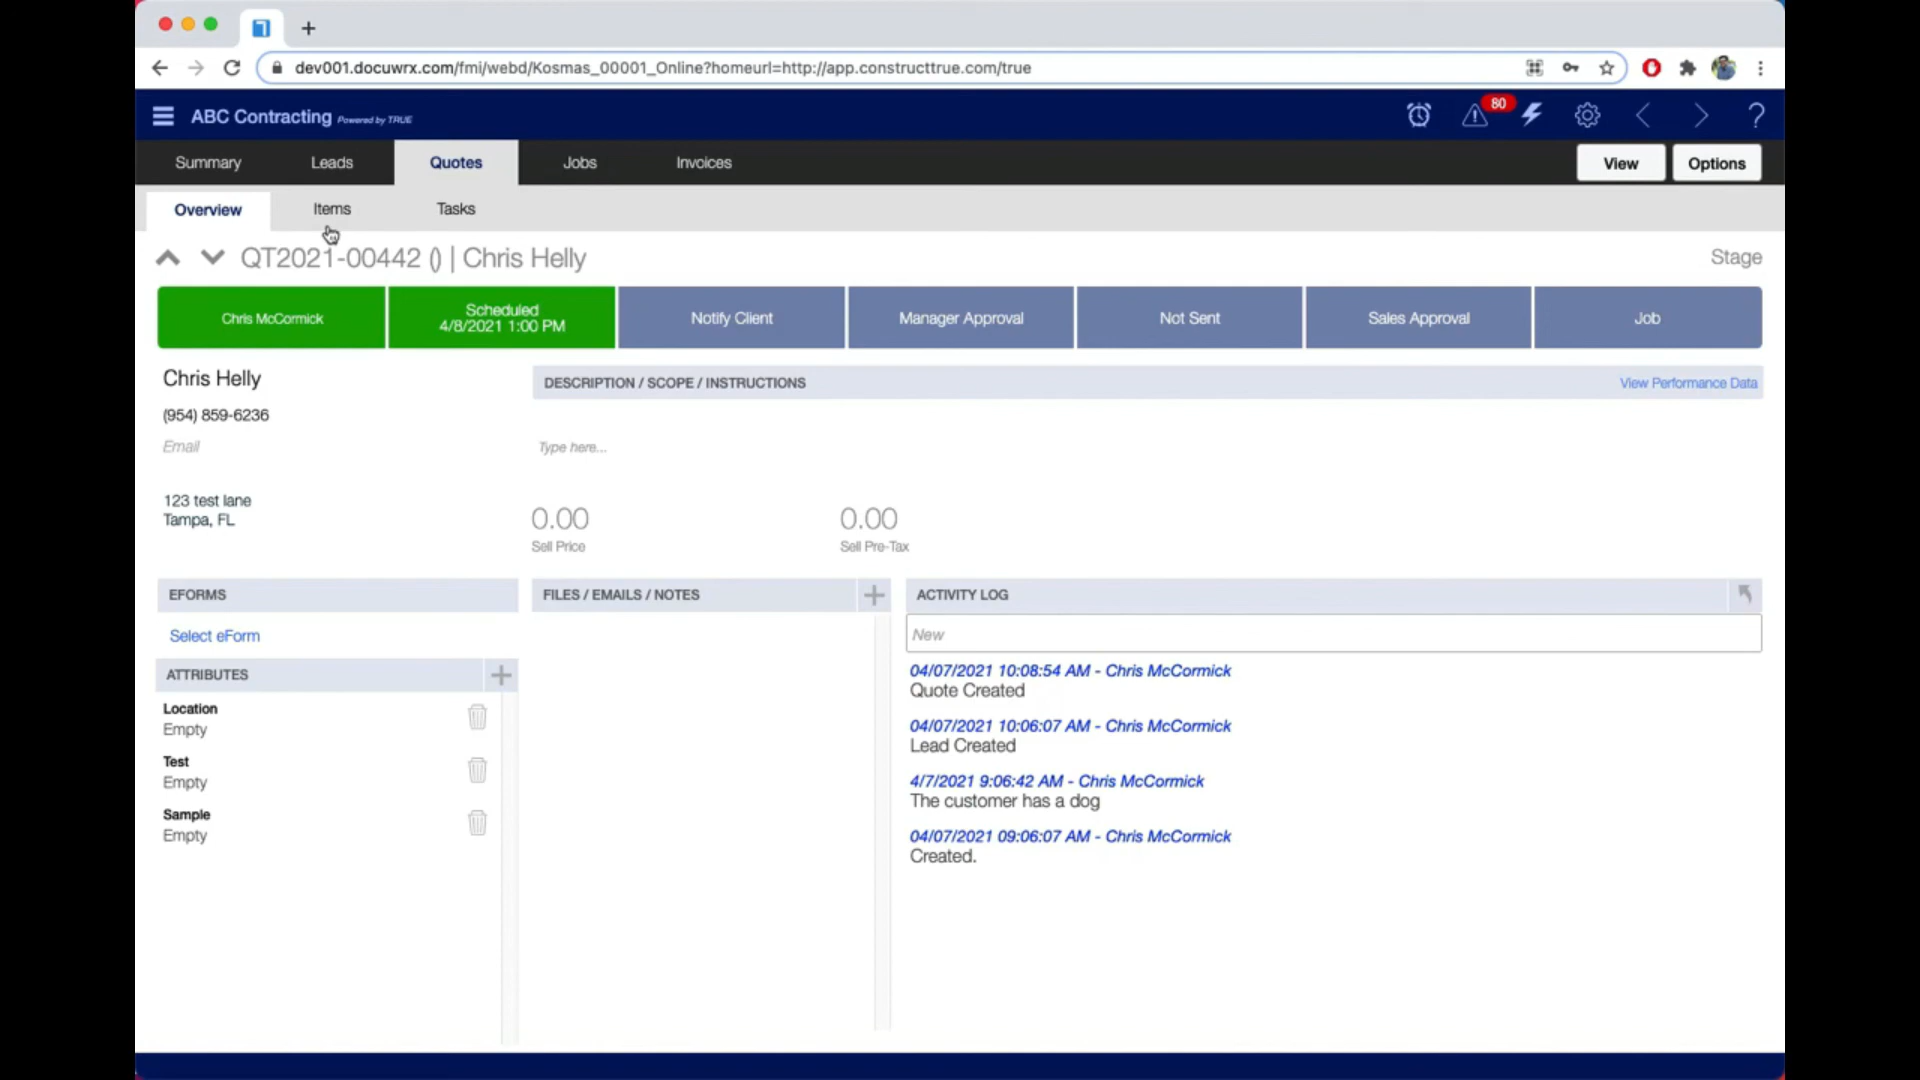 dev001.docuwrx.com/fmi/webd/Kosmas_00001_Online?homeurl=http://app.constructtrue.com/true
ABC Contracting Powered by TRUE
80
?
Summary Leads Quotes Jobs Invoices View Options
Overview Items Tasks
QT2021-00442 () | Chris Helly Stage
Chris McCormick
Scheduled
4/8/2021 1:00 PM
Notify Client
Manager Approval
Not Sent
Sales Approval
Job
Chris Helly
(954) 859-6236
Email
123 test lane
Tampa, FL
DESCRIPTION / SCOPE / INSTRUCTIONS View Performance Data
Type here...
0.00 0.00
Sell Price Sell Pre-Tax
EFORMS
Select eForm
ATTRIBUTES
Location
Empty
Test
Empty
Sample
Empty
FILES / EMAILS / NOTES
ACTIVITY LOG
New
04/07/2021 10:08:54 AM - Chris McCormick
Quote Created
04/07/2021 10:06:07 AM - Chris McCormick
Lead Created
4/7/2021 9:06:42 AM - Chris McCormick
The customer has a dog
04/07/2021 09:06:07 AM - Chris McCormick
Created.